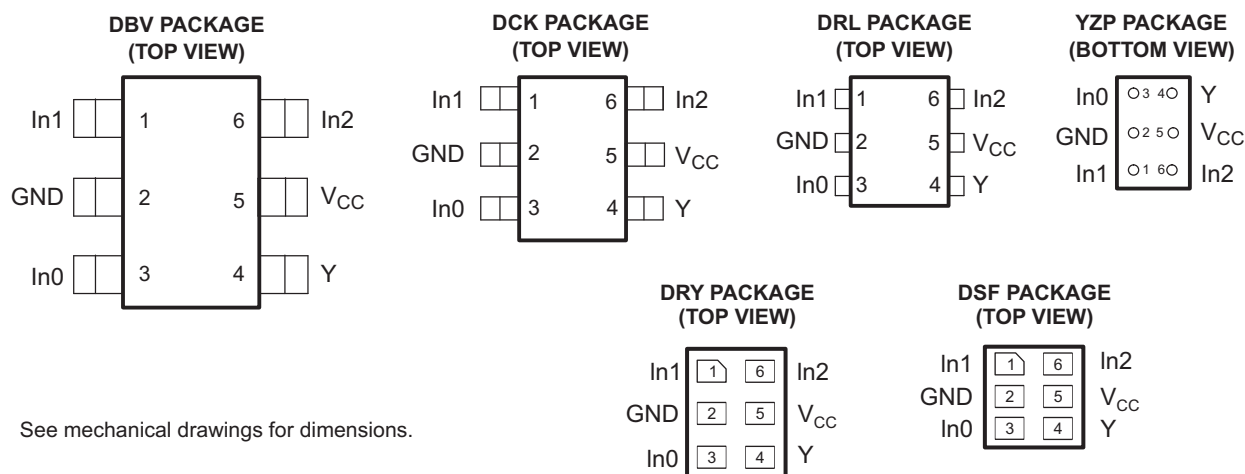 DBV PACKAGE
(TOP VIEW)
In1 1 6 In2
GND 2 5 VCC
In0 3 4 Y
DCK PACKAGE
(TOP VIEW)
In1 1 6 In2
GND 2 5 VCC
In0 3 4 Y
DRL PACKAGE
(TOP VIEW)
In1 1 6 In2
GND 2 5 VCC
In0 3 4 Y
YZP PACKAGE
(BOTTOM VIEW)
In0 3 4 Y
GND 2 5 VCC
In1 1 6 In2
DRY PACKAGE
(TOP VIEW)
In1 1 6 In2
GND 2 5 VCC
In0 3 4 Y
DSF PACKAGE
(TOP VIEW)
In1 1 6 In2
GND 2 5 VCC
In0 3 4 Y
See mechanical drawings for dimensions.